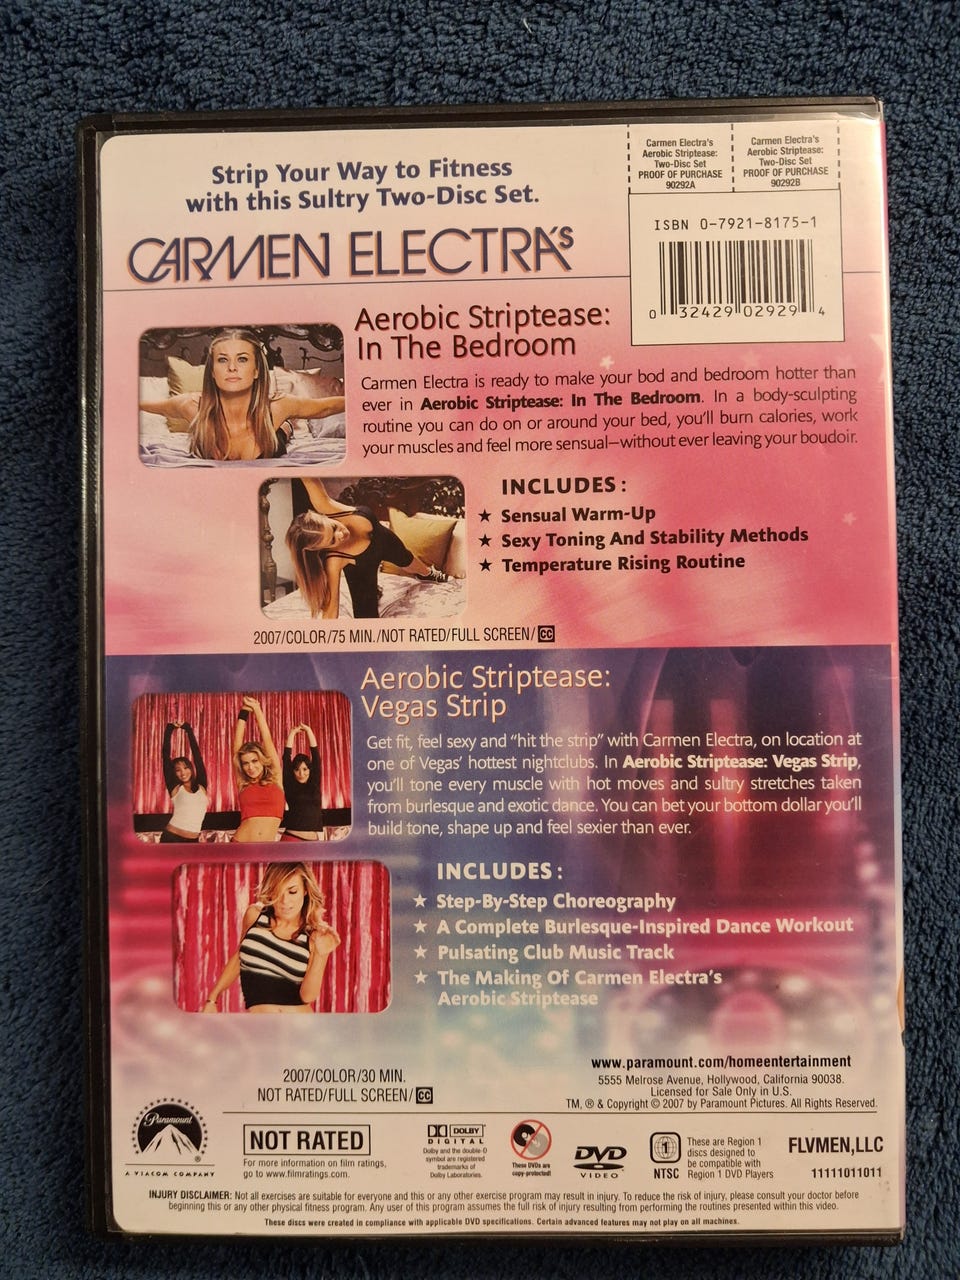 Strip Your Way to Fitness
with this Sultry Two-Disc Set.
Carmen Electra's
Aerobic Striptease:
Two-Disc Set
PROOF OF PURCHASE
90292A
Carmen Electra's
Aerobic Striptease:
Two-Disc Set
PROOF OF PURCHASE
90292B
ISBN 0-7921-8175-1
0 32429 02929 4
CARMEN ELECTRA'S
Aerobic Striptease:
In The Bedroom
Carmen Electra is ready to make your bod and bedroom hotter than
ever in Aerobic Striptease: In The Bedroom. In a body-sculpting
routine you can do on or around your bed, you'll burn calories, work
your muscles and feel more sensual–without ever leaving your boudoir.
INCLUDES:
★ Sensual Warm-Up
★ Sexy Toning And Stability Methods
★ Temperature Rising Routine
2007/COLOR/75 MIN./NOT RATED/FULL SCREEN/CC
Aerobic Striptease:
Vegas Strip
Get fit, feel sexy and "hit the strip" with Carmen Electra, on location at
one of Vegas' hottest nightclubs. In Aerobic Striptease: Vegas Strip,
you'll tone every muscle with hot moves and sultry stretches taken
from burlesque and exotic dance. You can bet your bottom dollar you'll
build tone, shape up and feel sexier than ever.
INCLUDES:
★ Step-By-Step Choreography
★ A Complete Burlesque-Inspired Dance Workout
★ Pulsating Club Music Track
★ The Making Of Carmen Electra's
Aerobic Striptease
2007/COLOR/30 MIN.
NOT RATED/FULL SCREEN/CC
www.paramount.com/homeentertainment
5555 Melrose Avenue, Hollywood, California 90038.
Licensed for Sale Only in U.S.
TM, ® & Copyright © 2007 by Paramount Pictures. All Rights Reserved.
Paramount
®
A VIACOM COMPANY
NOT RATED
For more information on film ratings,
go to www.filmratings.com.
DOLBY
DIGITAL
Dolby and the double-D
symbol are registered
trademarks of
Dolby Laboratories.
These DVDs are
copy-protected!
DVD
VIDEO
1
NTSC
These are Region 1
discs designed to
be compatible with
Region 1 DVD Players
FLVMEN,LLC
11111011011
INJURY DISCLAIMER: Not all exercises are suitable for everyone and this or any other exercise program may result in injury. To reduce the risk of injury, please consult your doctor before
beginning this or any other physical fitness program. Any user of this program assumes the full risk of injury resulting from performing the routines presented within this video.
These discs were created in compliance with applicable DVD specifications. Certain advanced features may not play on all machines.